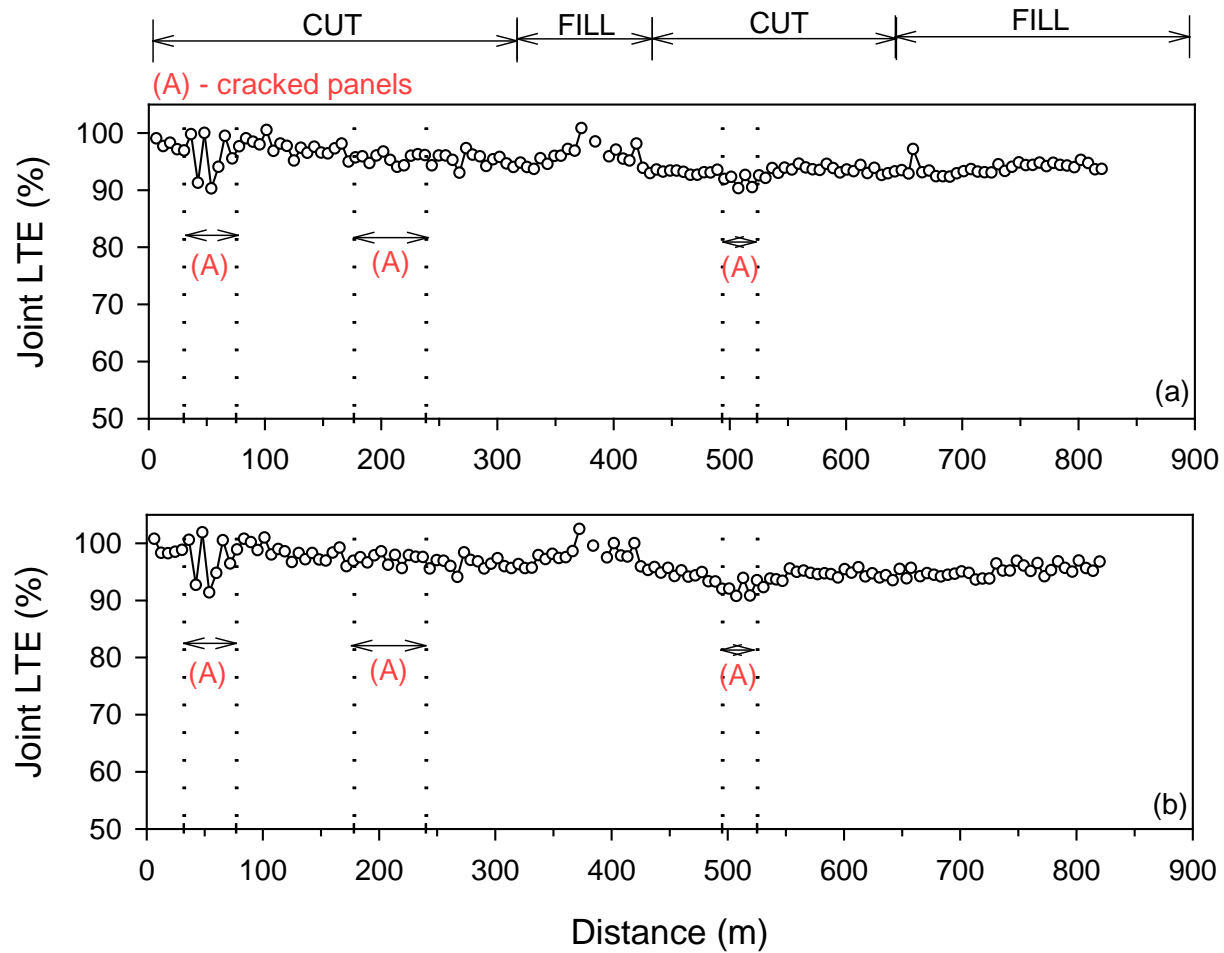 CUT FILL CUT FILL
(A) - cracked panels
Joint LTE (%)
100
90
80
70
60
50
(A) (A) (A)
(a)
0 100 200 300 400 500 600 700 800 900
Joint LTE (%)
100
90
80
70
60
50
(A) (A) (A)
(b)
0 100 200 300 400 500 600 700 800 900
Distance (m)